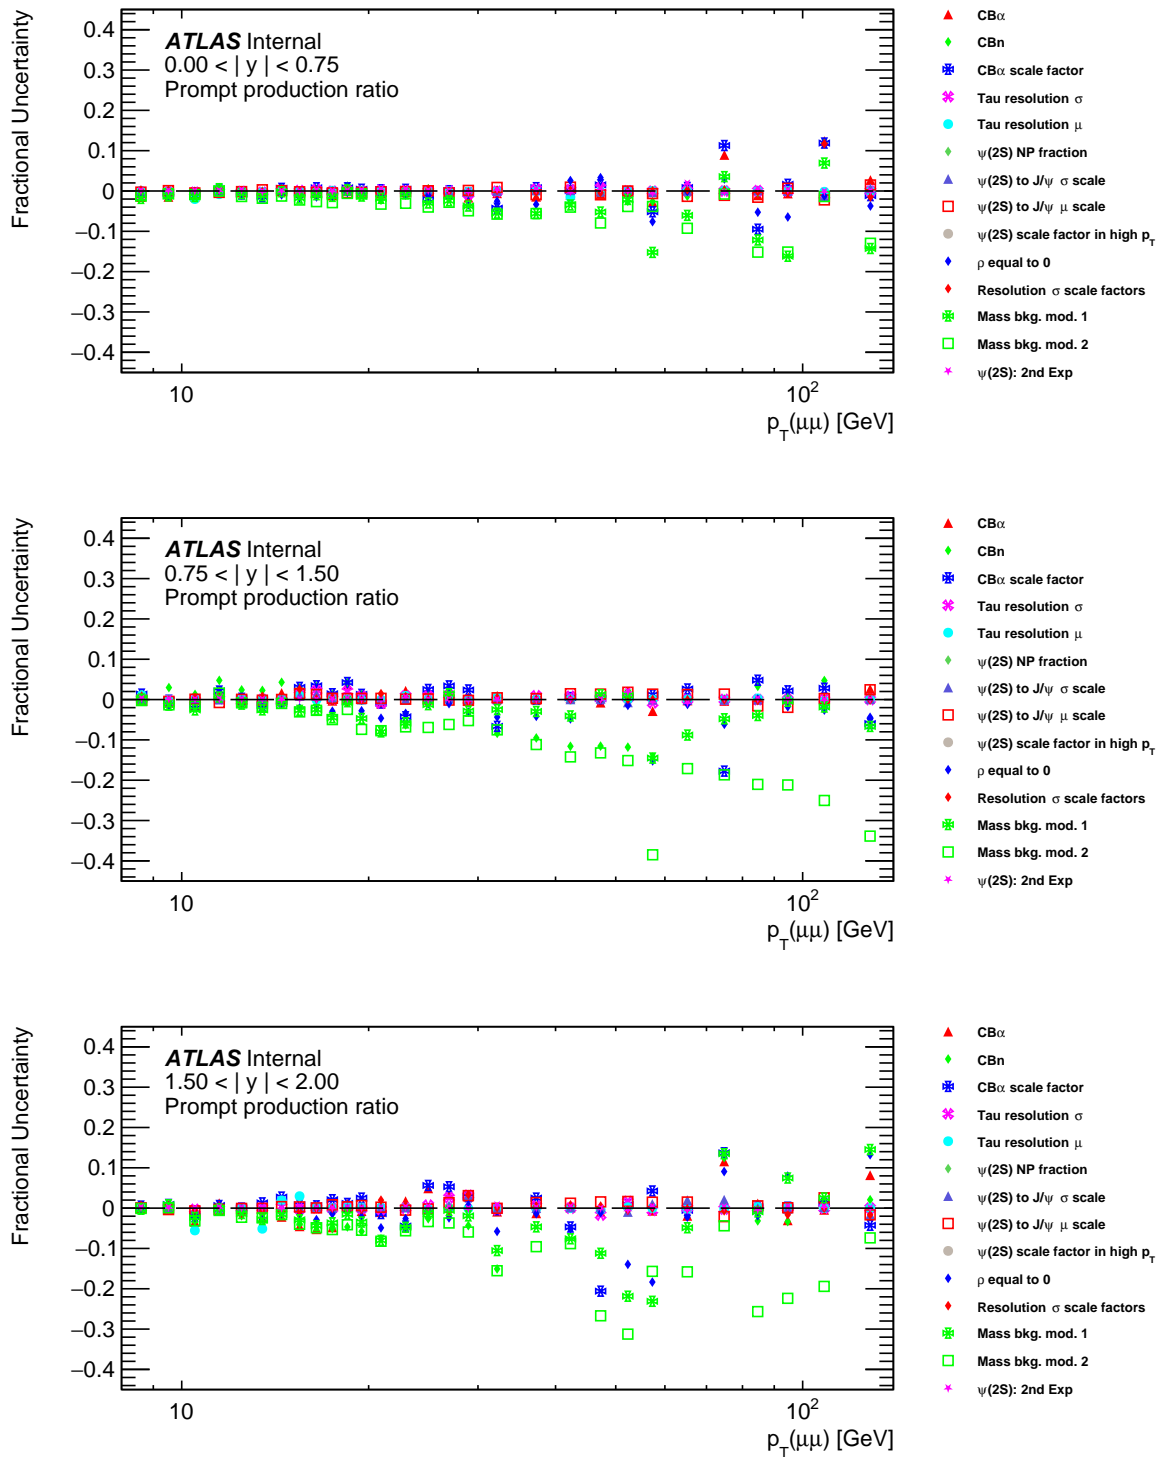 Fractional Uncertainty
0.4
0.3
0.2
0.1
0
−0.1
−0.2
−0.3
−0.4
ATLAS Internal
0.00 < | y | < 0.75
Prompt production ratio
10
10²
p_T(μμ) [GeV]
CBα
CBn
CBα scale factor
Tau resolution σ
Tau resolution μ
ψ(2S) NP fraction
ψ(2S) to J/ψ σ scale
ψ(2S) to J/ψ μ scale
ψ(2S) scale factor in high p_T
ρ equal to 0
Resolution σ scale factors
Mass bkg. mod. 1
Mass bkg. mod. 2
ψ(2S): 2nd Exp
Fractional Uncertainty
0.4
0.3
0.2
0.1
0
−0.1
−0.2
−0.3
−0.4
ATLAS Internal
0.75 < | y | < 1.50
Prompt production ratio
10
10²
p_T(μμ) [GeV]
CBα
CBn
CBα scale factor
Tau resolution σ
Tau resolution μ
ψ(2S) NP fraction
ψ(2S) to J/ψ σ scale
ψ(2S) to J/ψ μ scale
ψ(2S) scale factor in high p_T
ρ equal to 0
Resolution σ scale factors
Mass bkg. mod. 1
Mass bkg. mod. 2
ψ(2S): 2nd Exp
Fractional Uncertainty
0.4
0.3
0.2
0.1
0
−0.1
−0.2
−0.3
−0.4
ATLAS Internal
1.50 < | y | < 2.00
Prompt production ratio
10
10²
p_T(μμ) [GeV]
CBα
CBn
CBα scale factor
Tau resolution σ
Tau resolution μ
ψ(2S) NP fraction
ψ(2S) to J/ψ σ scale
ψ(2S) to J/ψ μ scale
ψ(2S) scale factor in high p_T
ρ equal to 0
Resolution σ scale factors
Mass bkg. mod. 1
Mass bkg. mod. 2
ψ(2S): 2nd Exp